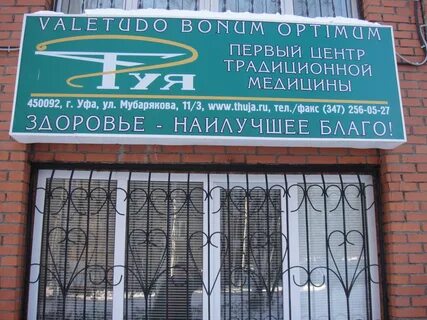 VALETUDO BONUM OPTIMUM
Туя
ПЕРВЫЙ ЦЕНТР
ТРАДИЦИОННОЙ
МЕДИЦИНЫ
450092, г. Уфа, ул. Мубарякова, 11/3, www.thuja.ru, тел./факс (347) 256-05-27
ЗДОРОВЬЕ - НАИЛУЧШЕЕ БЛАГО!